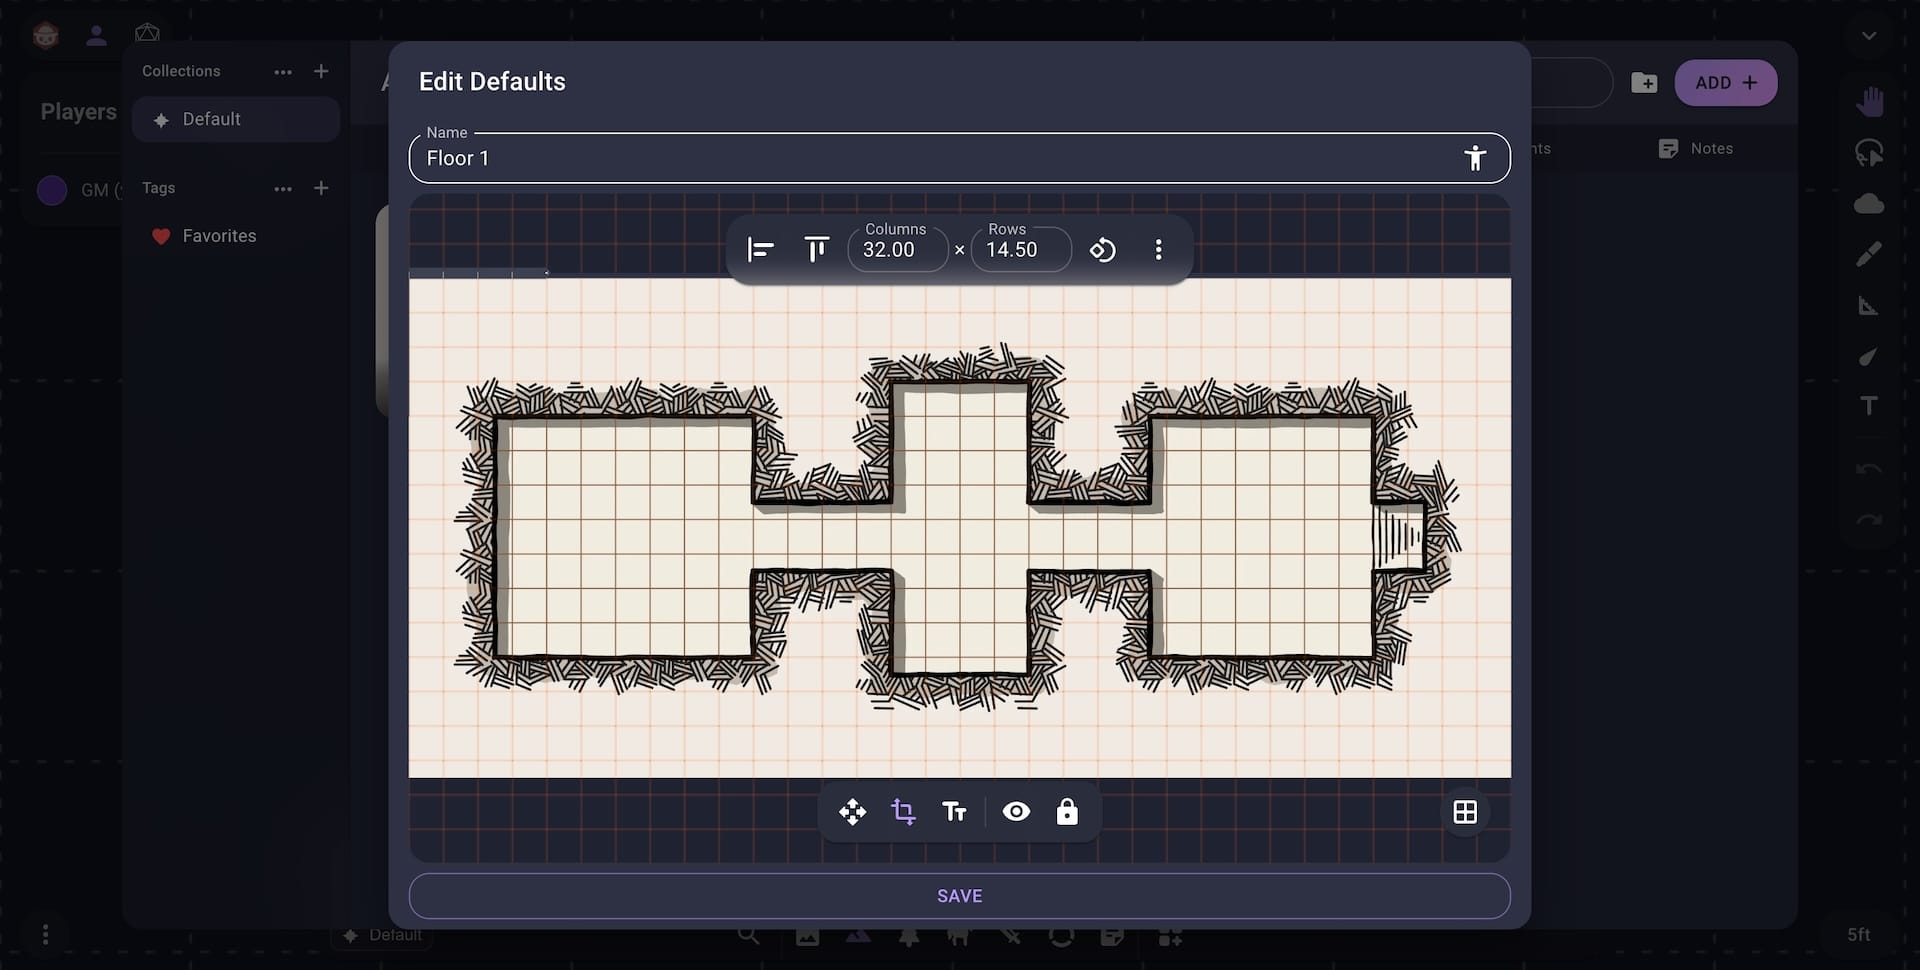 Collections
Edit Defaults
ADD
Players
Default
Name
Floor 1
Notes
Tags
GM
Favorites
Columns
32.00
×
Rows
14.50
SAVE
Default
5ft